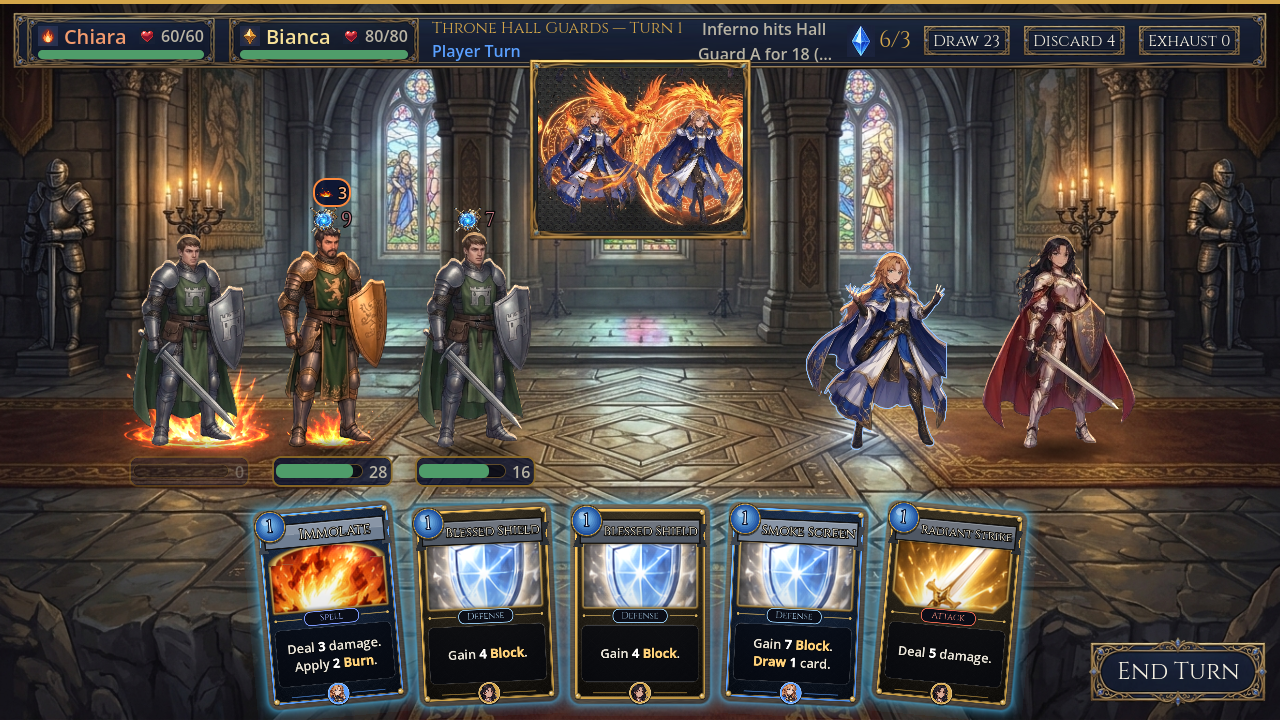 Chiara 60/60
Bianca 80/80
Throne Hall Guards — Turn 1
Player Turn
Inferno hits Hall
Guard A for 18 (...
6/3
Draw 23
Discard 4
Exhaust 0
3
9
7
0
28
16
1
Immolate
Spell
Deal 3 damage.
Apply 2 Burn.
1
Blessed Shield
Defense
Gain 4 Block.
1
Blessed Shield
Defense
Gain 4 Block.
1
Smoke Screen
Defense
Gain 7 Block.
Draw 1 card.
1
Radiant Strike
Attack
Deal 5 damage.
End Turn